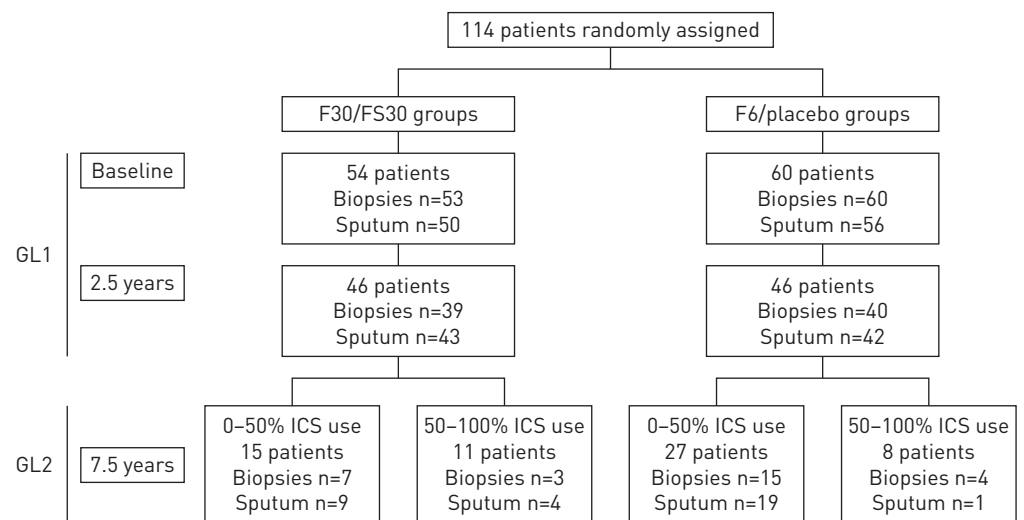 114 patients randomly assigned
F30/FS30 groups
F6/placebo groups
GL1
Baseline
54 patients
Biopsies n=53
Sputum n=50
60 patients
Biopsies n=60
Sputum n=56
2.5 years
46 patients
Biopsies n=39
Sputum n=43
46 patients
Biopsies n=40
Sputum n=42
GL2
7.5 years
0–50% ICS use
15 patients
Biopsies n=7
Sputum n=9
50–100% ICS use
11 patients
Biopsies n=3
Sputum n=4
0–50% ICS use
27 patients
Biopsies n=15
Sputum n=19
50–100% ICS use
8 patients
Biopsies n=4
Sputum n=1